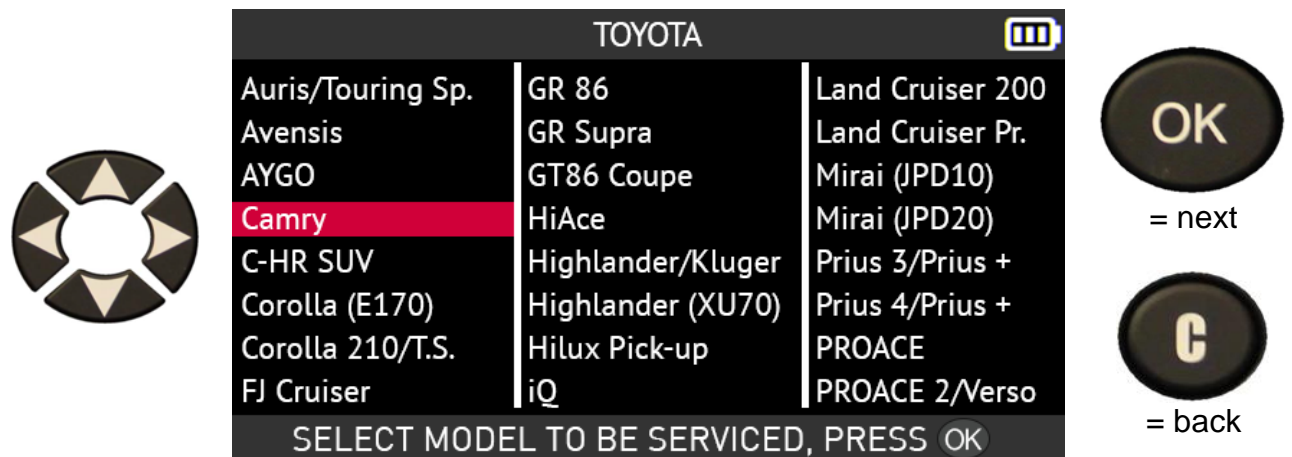 TOYOTA
Auris/Touring Sp.
Avensis
AYGO
Camry
C-HR SUV
Corolla (E170)
Corolla 210/T.S.
FJ Cruiser
GR 86
GR Supra
GT86 Coupe
HiAce
Highlander/Kluger
Highlander (XU70)
Hilux Pick-up
iQ
Land Cruiser 200
Land Cruiser Pr.
Mirai (JPD10)
Mirai (JPD20)
Prius 3/Prius +
Prius 4/Prius +
PROACE
PROACE 2/Verso
SELECT MODEL TO BE SERVICED, PRESS OK
OK
= next
C
= back